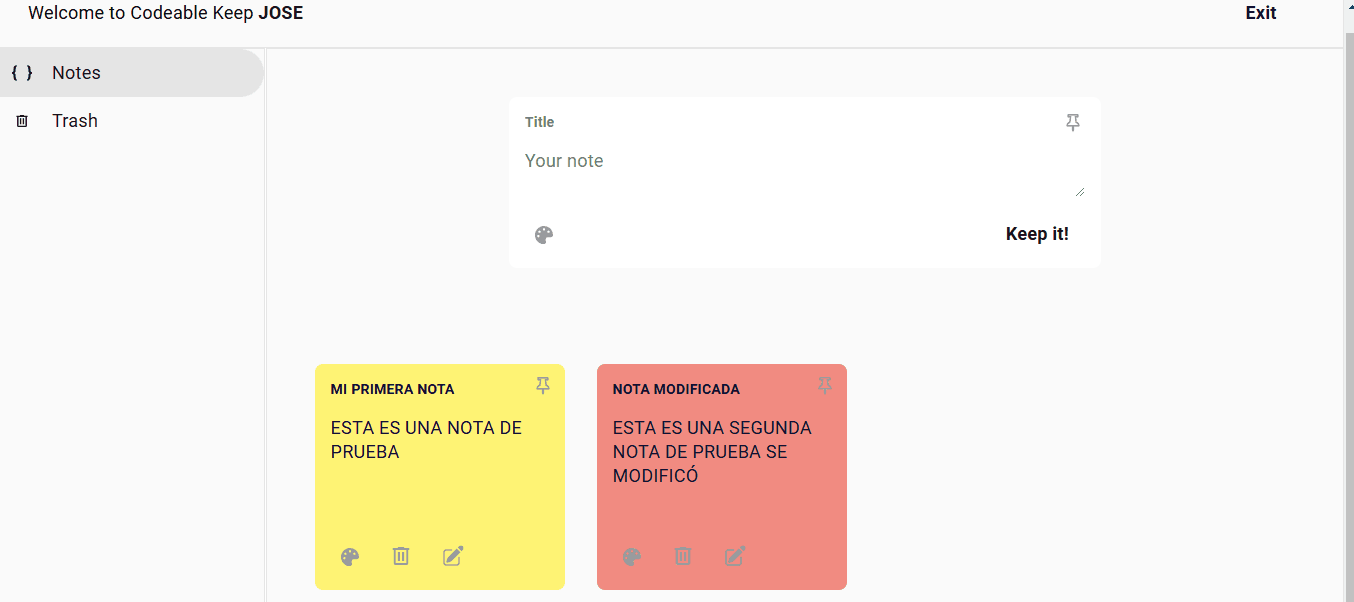 Welcome to Codeable Keep JOSE
Exit
{ } Notes
Trash
Title
Your note
Keep it!
MI PRIMERA NOTA
ESTA ES UNA NOTA DE
PRUEBA
NOTA MODIFICADA
ESTA ES UNA SEGUNDA
NOTA DE PRUEBA SE
MODIFICÓ